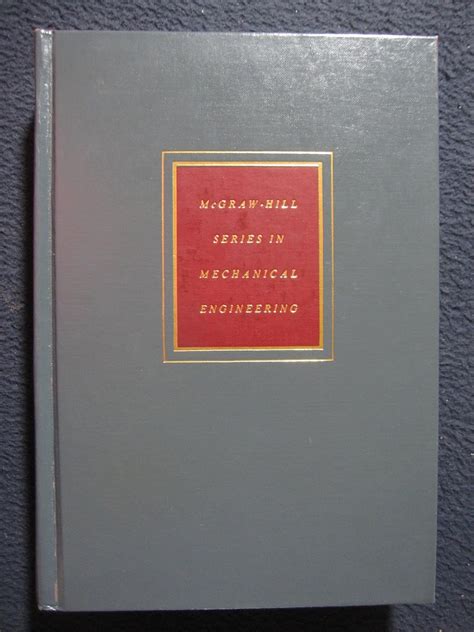 McGRAW-HILL
SERIES IN
MECHANICAL
ENGINEERING